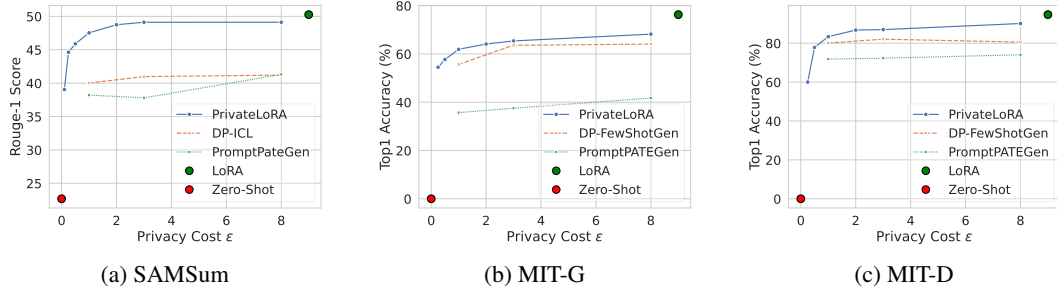 50
45
40
35
30
25
Rouge-1 Score
PrivateLoRA
DP-ICL
PromptPateGen
LoRA
Zero-Shot
0 2 4 6 8
Privacy Cost ε
(a) SAMSum
80
60
40
20
0
Top1 Accuracy (%)
PrivateLoRA
DP-FewShotGen
PromptPATEGen
LoRA
Zero-Shot
0 2 4 6 8
Privacy Cost ε
(b) MIT-G
100
80
60
40
20
0
Top1 Accuracy (%)
PrivateLoRA
DP-FewShotGen
PromptPATEGen
LoRA
Zero-Shot
0 2 4 6 8
Privacy Cost ε
(c) MIT-D